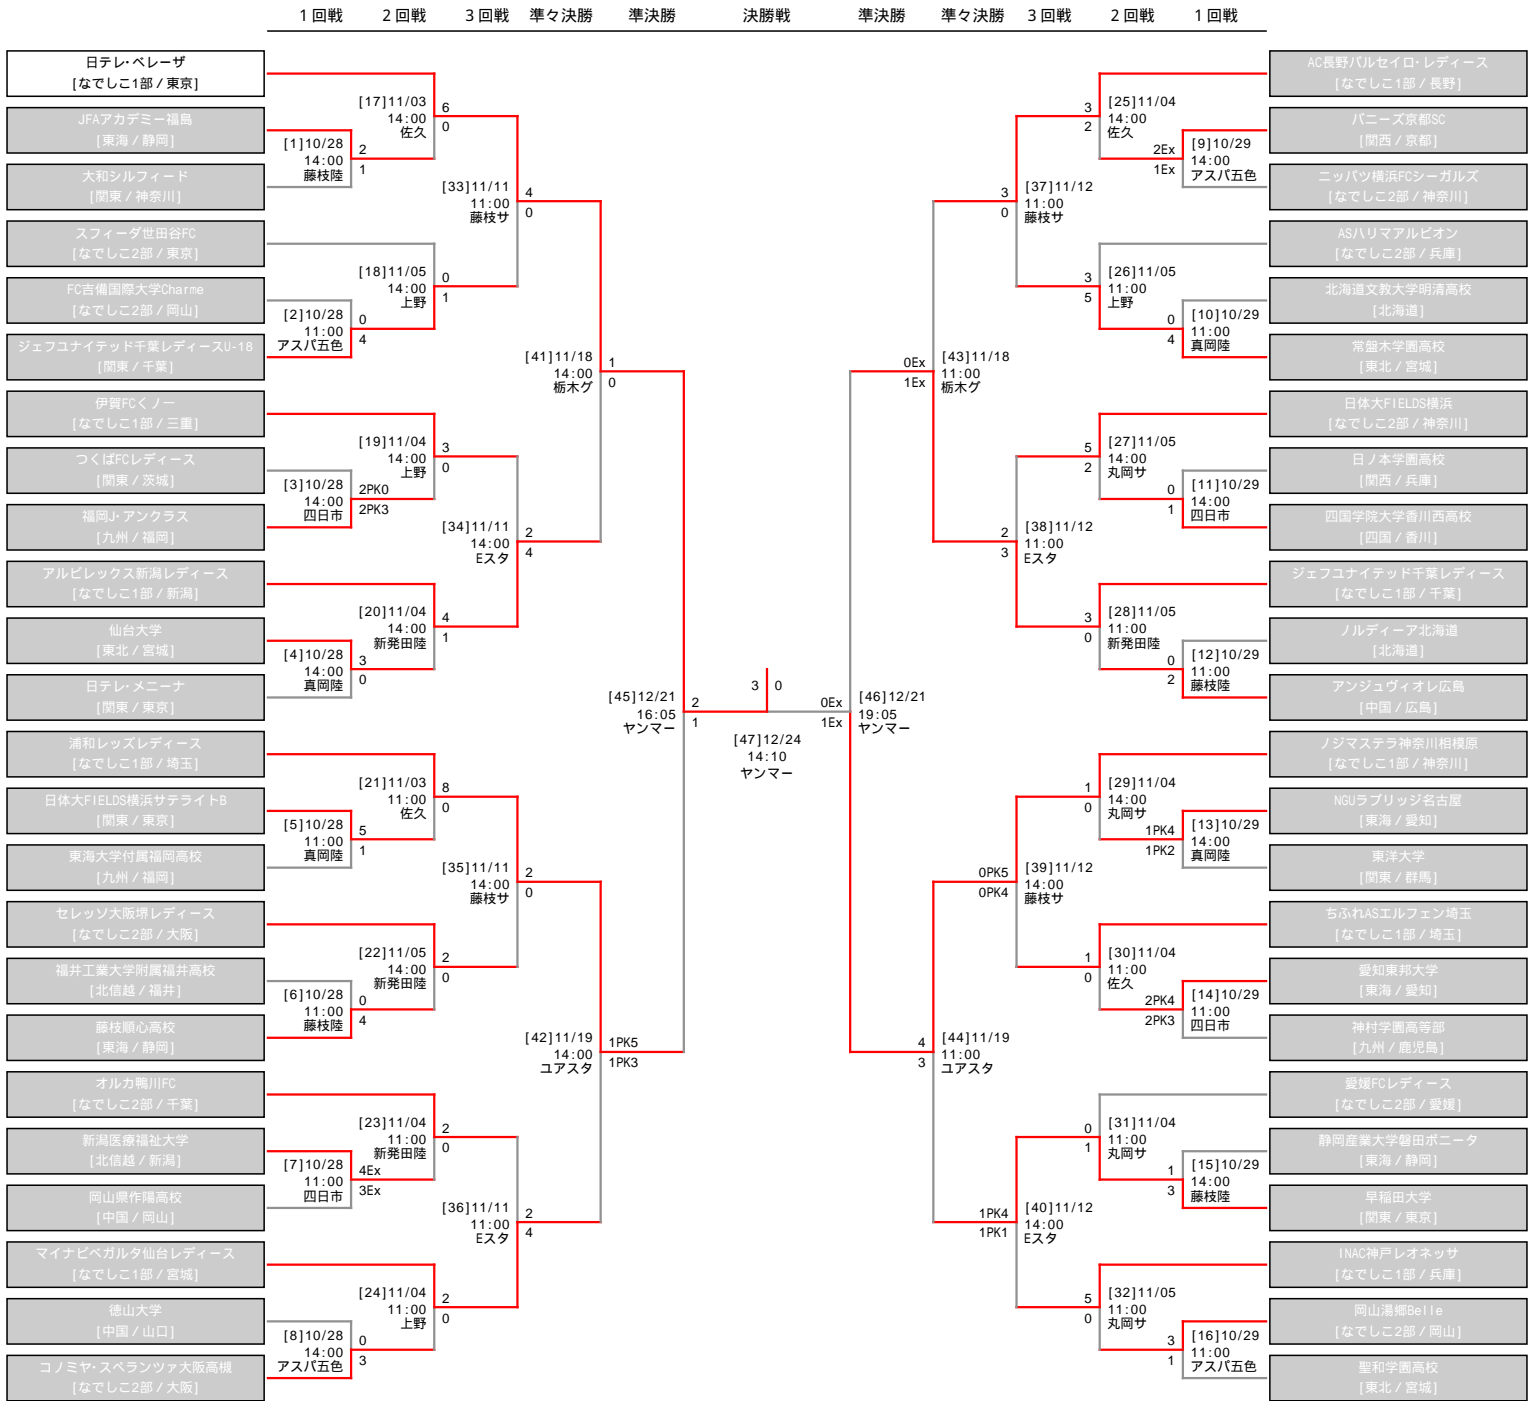 1回戦 2回戦 3回戦 準々決勝 準決勝 決勝戦 準決勝 準々決勝 3回戦 2回戦 1回戦
日テレ・ベレーザ
[なでしこ1部 / 東京]
JFAアカデミー福島
[東海 / 静岡]
大和シルフィード
[関東 / 神奈川]
スフィーダ世田谷FC
[なでしこ2部 / 東京]
FC吉備国際大学Charme
[なでしこ2部 / 岡山]
ジェフユナイテッド千葉レディースU-18
[関東 / 千葉]
伊賀FCくノ一
[なでしこ1部 / 三重]
つくばFCレディース
[関東 / 茨城]
福岡J・アンクラス
[九州 / 福岡]
アルビレックス新潟レディース
[なでしこ1部 / 新潟]
仙台大学
[東北 / 宮城]
日テレ・メニーナ
[関東 / 東京]
浦和レッズレディース
[なでしこ1部 / 埼玉]
日体大FIELDS横浜サテライトB
[関東 / 東京]
東海大学付属福岡高校
[九州 / 福岡]
セレッソ大阪堺レディース
[なでしこ2部 / 大阪]
福井工業大学附属福井高校
[北信越 / 福井]
藤枝順心高校
[東海 / 静岡]
オルカ鴨川FC
[なでしこ2部 / 千葉]
新潟医療福祉大学
[北信越 / 新潟]
岡山県作陽高校
[中国 / 岡山]
マイナビベガルタ仙台レディース
[なでしこ1部 / 宮城]
徳山大学
[中国 / 山口]
コノミヤ・スペランツァ大阪高槻
[なでしこ2部 / 大阪]
[1]10/28
14:00
藤枝陸
2
1
[2]10/28
11:00
アスパ五色
0
4
[3]10/28
14:00
四日市
2PK0
2PK3
[4]10/28
14:00
真岡陸
3
0
[5]10/28
11:00
真岡陸
5
1
[6]10/28
11:00
藤枝陸
0
4
[7]10/28
11:00
四日市
4Ex
3Ex
[8]10/28
14:00
アスパ五色
0
3
[17]11/03
14:00
佐久
6
0
[18]11/05
14:00
上野
0
1
[19]11/04
14:00
上野
3
0
[20]11/04
14:00
新発田陸
4
1
[21]11/03
11:00
佐久
8
0
[22]11/05
14:00
新発田陸
2
0
[23]11/04
11:00
新発田陸
2
0
[24]11/04
11:00
上野
2
0
[33]11/11
11:00
藤枝サ
4
0
[34]11/11
14:00
Eスタ
2
4
[35]11/11
14:00
藤枝サ
2
0
[36]11/11
11:00
Eスタ
2
4
[41]11/18
14:00
栃木グ
1
0
[42]11/19
14:00
ユアスタ
1PK5
1PK3
[45]12/21
16:05
ヤンマー
2
1
3 0
[47]12/24
14:10
ヤンマー
0Ex
1Ex
[46]12/21
19:05
ヤンマー
0Ex
1Ex
[43]11/18
11:00
栃木グ
4
3
[44]11/19
11:00
ユアスタ
3
0
[37]11/12
11:00
藤枝サ
2
3
[38]11/12
11:00
Eスタ
0PK5
0PK4
[39]11/12
14:00
藤枝サ
1PK4
1PK1
[40]11/12
14:00
Eスタ
3
2
[25]11/04
14:00
佐久
3
5
[26]11/05
11:00
上野
5
2
[27]11/05
14:00
丸岡サ
3
0
[28]11/05
11:00
新発田陸
1
0
[29]11/04
14:00
丸岡サ
1
0
[30]11/04
11:00
佐久
0
1
[31]11/04
11:00
丸岡サ
5
0
[32]11/05
11:00
丸岡サ
2Ex
1Ex
[9]10/29
14:00
アスパ五色
0
4
[10]10/29
11:00
真岡陸
0
1
[11]10/29
14:00
四日市
0
2
[12]10/29
11:00
藤枝陸
1PK4
1PK2
[13]10/29
14:00
真岡陸
2PK4
2PK3
[14]10/29
11:00
四日市
1
3
[15]10/29
14:00
藤枝陸
3
1
[16]10/29
11:00
アスパ五色
AC長野パルセイロ・レディース
[なでしこ1部 / 長野]
バニーズ京都SC
[関西 / 京都]
ニッパツ横浜FCシーガルズ
[なでしこ2部 / 神奈川]
ASハリマアルビオン
[なでしこ2部 / 兵庫]
北海道文教大学明清高校
[北海道]
常盤木学園高校
[東北 / 宮城]
日体大FIELDS横浜
[なでしこ2部 / 神奈川]
日ノ本学園高校
[関西 / 兵庫]
四国学院大学香川西高校
[四国 / 香川]
ジェフユナイテッド千葉レディース
[なでしこ1部 / 千葉]
ノルディーア北海道
[北海道]
アンジュヴィオレ広島
[中国 / 広島]
ノジマステラ神奈川相模原
[なでしこ1部 / 神奈川]
NGUラブリッジ名古屋
[東海 / 愛知]
東洋大学
[関東 / 群馬]
ちふれASエルフェン埼玉
[なでしこ1部 / 埼玉]
愛知東邦大学
[東海 / 愛知]
神村学園高等部
[九州 / 鹿児島]
愛媛FCレディース
[なでしこ2部 / 愛媛]
静岡産業大学磐田ボニータ
[東海 / 静岡]
早稲田大学
[関東 / 東京]
INAC神戸レオネッサ
[なでしこ1部 / 兵庫]
岡山湯郷Belle
[なでしこ2部 / 岡山]
聖和学園高校
[東北 / 宮城]